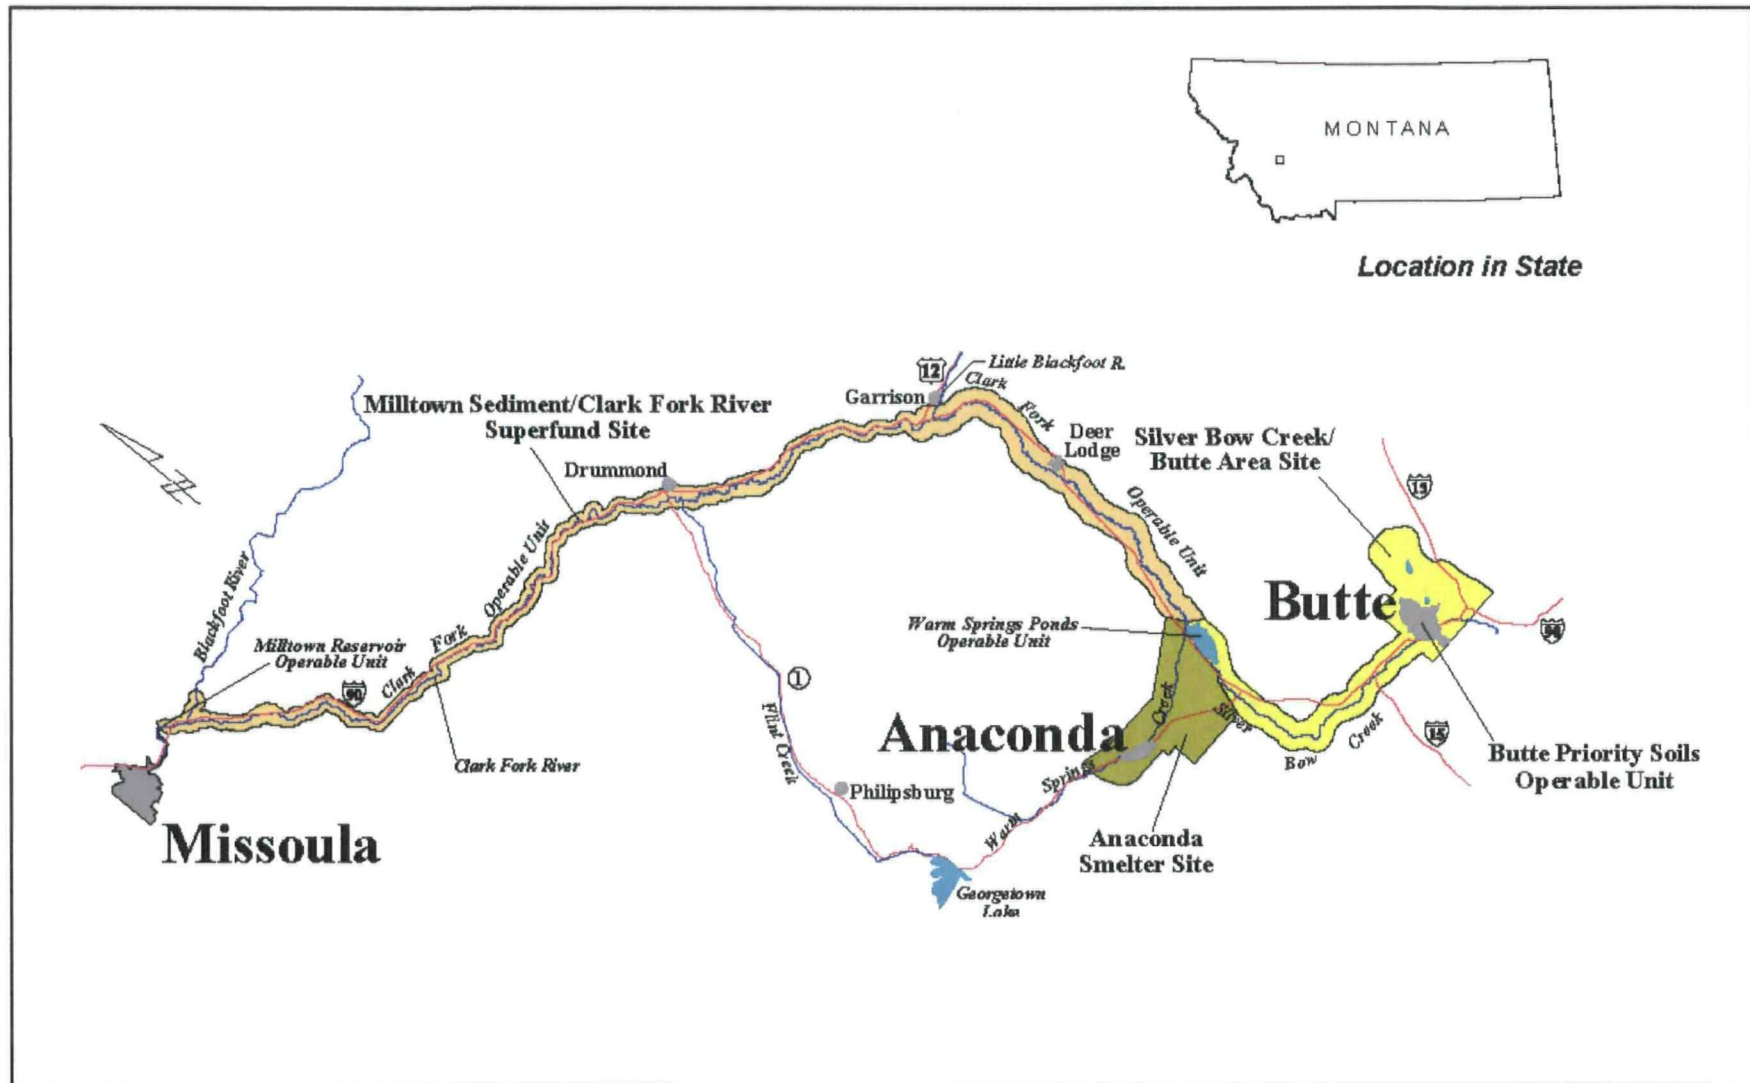 MONTANA
Location in State
12
Little Blackfoot R.
Clark
Garrison
Fork
Milltown Sediment/Clark Fork River
Superfund Site
Deer
Lodge
Silver Bow Creek/
Butte Area Site
Drummond
15
Operable Unit
Operable Unit
Blackfoot River
Butte
Warm Springs Ponds
Operable Unit
90
Milltown Reservoir
Operable Unit
Fork
Clark
90
1
Creek
Silver
Flint Creek
Anaconda
Creek
15
Bow
Butte Priority Soils
Operable Unit
Clark Fork River
Springs
Philipsburg
Warm
Missoula
Anaconda
Smelter Site
Georgetown
Lake